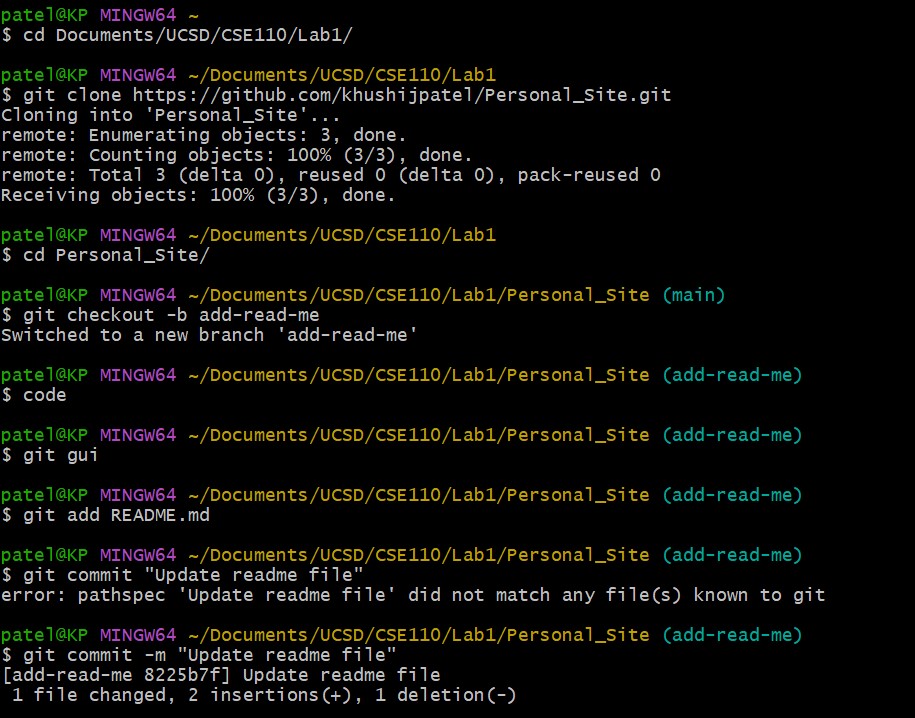 patel@KP MINGW64 ~
$ cd Documents/UCSD/CSE110/Lab1/
patel@KP MINGW64 ~/Documents/UCSD/CSE110/Lab1
$ git clone https://github.com/khushijpatel/Personal_Site.git
Cloning into 'Personal_Site'...
remote: Enumerating objects: 3, done.
remote: Counting objects: 100% (3/3), done.
remote: Total 3 (delta 0), reused 0 (delta 0), pack-reused 0
Receiving objects: 100% (3/3), done.
patel@KP MINGW64 ~/Documents/UCSD/CSE110/Lab1
$ cd Personal_Site/
patel@KP MINGW64 ~/Documents/UCSD/CSE110/Lab1/Personal_Site (main)
$ git checkout -b add-read-me
Switched to a new branch 'add-read-me'
patel@KP MINGW64 ~/Documents/UCSD/CSE110/Lab1/Personal_Site (add-read-me)
$ code
patel@KP MINGW64 ~/Documents/UCSD/CSE110/Lab1/Personal_Site (add-read-me)
$ git gui
patel@KP MINGW64 ~/Documents/UCSD/CSE110/Lab1/Personal_Site (add-read-me)
$ git add README.md
patel@KP MINGW64 ~/Documents/UCSD/CSE110/Lab1/Personal_Site (add-read-me)
$ git commit "Update readme file"
error: pathspec 'Update readme file' did not match any file(s) known to git
patel@KP MINGW64 ~/Documents/UCSD/CSE110/Lab1/Personal_Site (add-read-me)
$ git commit -m "Update readme file"
[add-read-me 8225b7f] Update readme file
1 file changed, 2 insertions(+), 1 deletion(-)